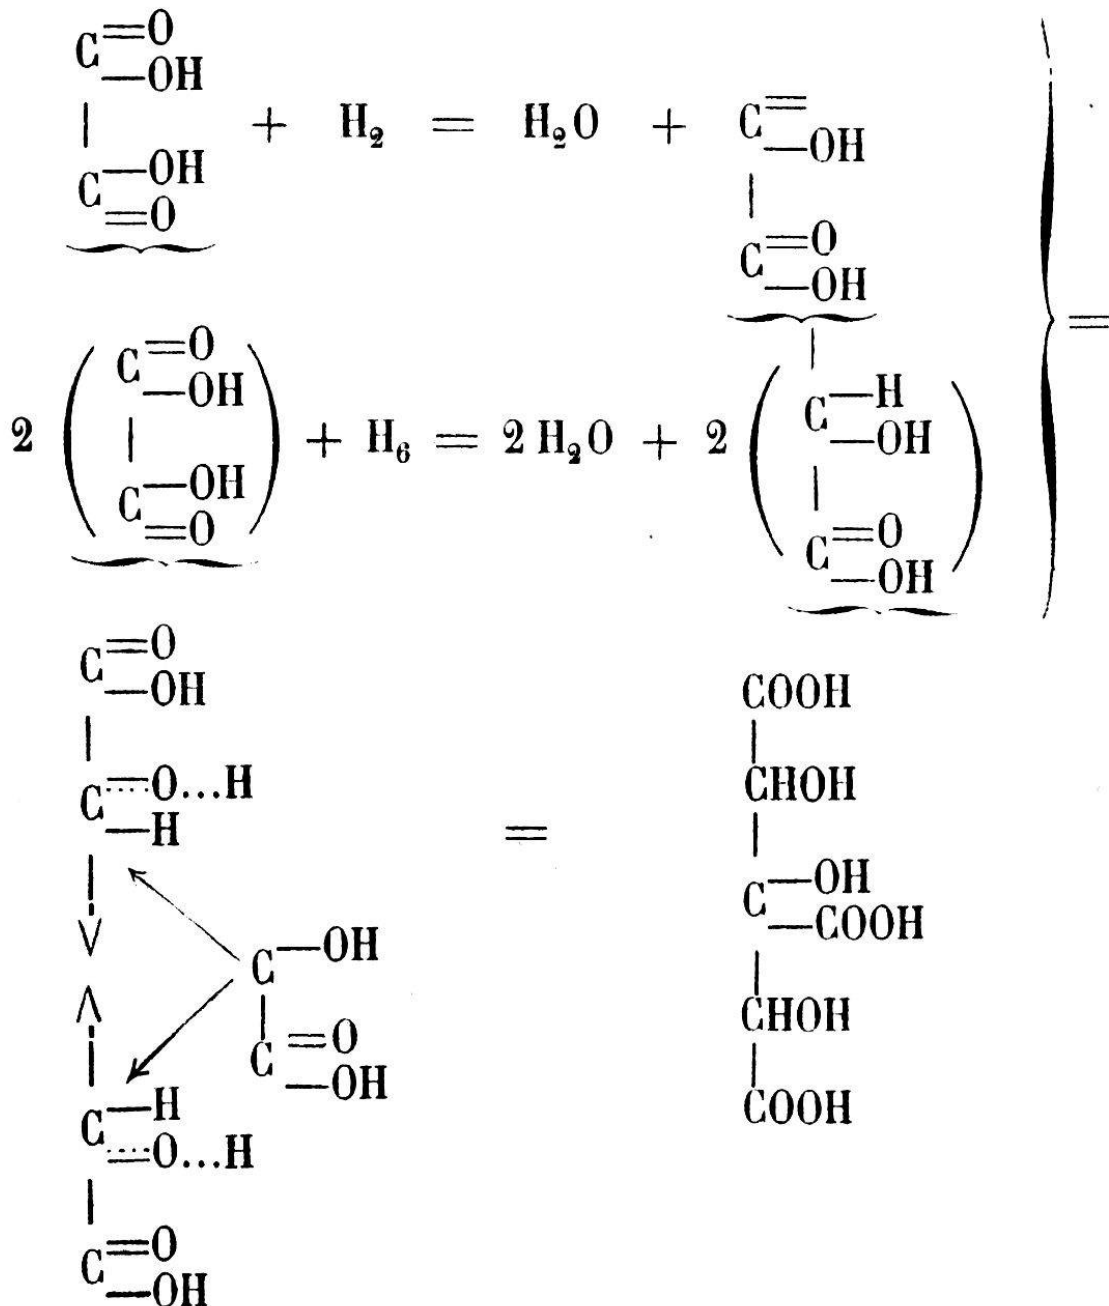 C=O
—OH
|
C—OH
=O
+ H₂ = H₂O +
C=
—OH
|
C=O
—OH
2 ( C=O
—OH
|
C—OH
=O ) + H₆ = 2 H₂O + 2 ( C—H
—OH
|
C=O
—OH ) =
C=O
—OH
|
C=O...H
—H
|
C—OH
|
C=O
—OH
C—H
=O...H
|
C=O
—OH
=
COOH
|
CHOH
|
C—OH
—COOH
|
CHOH
|
COOH